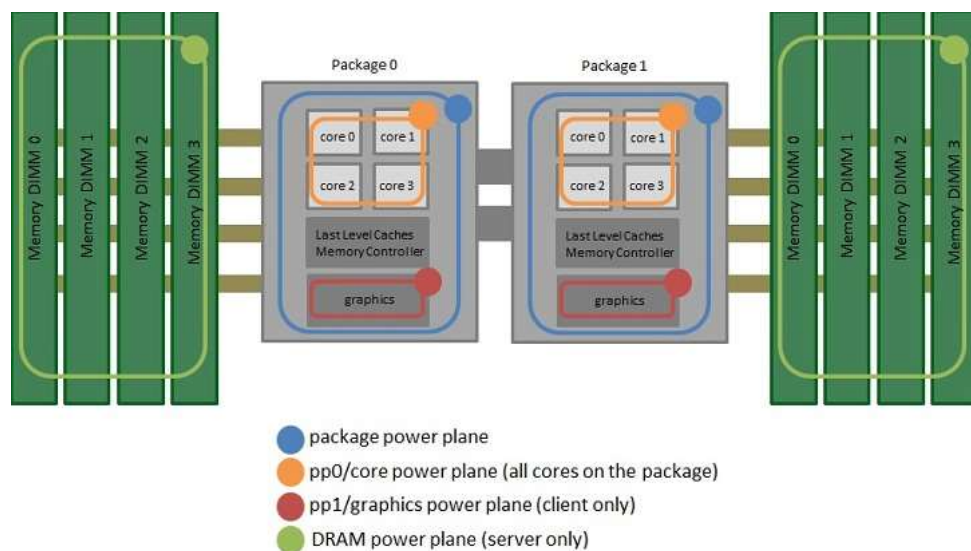 Package 0
Package 1
Memory DIMM 0
Memory DIMM 1
Memory DIMM 2
Memory DIMM 3
core 0
core 1
core 2
core 3
Last Level Caches
Memory Controller
graphics
core 0
core 1
core 2
core 3
Last Level Caches
Memory Controller
graphics
Memory DIMM 0
Memory DIMM 1
Memory DIMM 2
Memory DIMM 3
package power plane
pp0/core power plane (all cores on the package)
pp1/graphics power plane (client only)
DRAM power plane (server only)